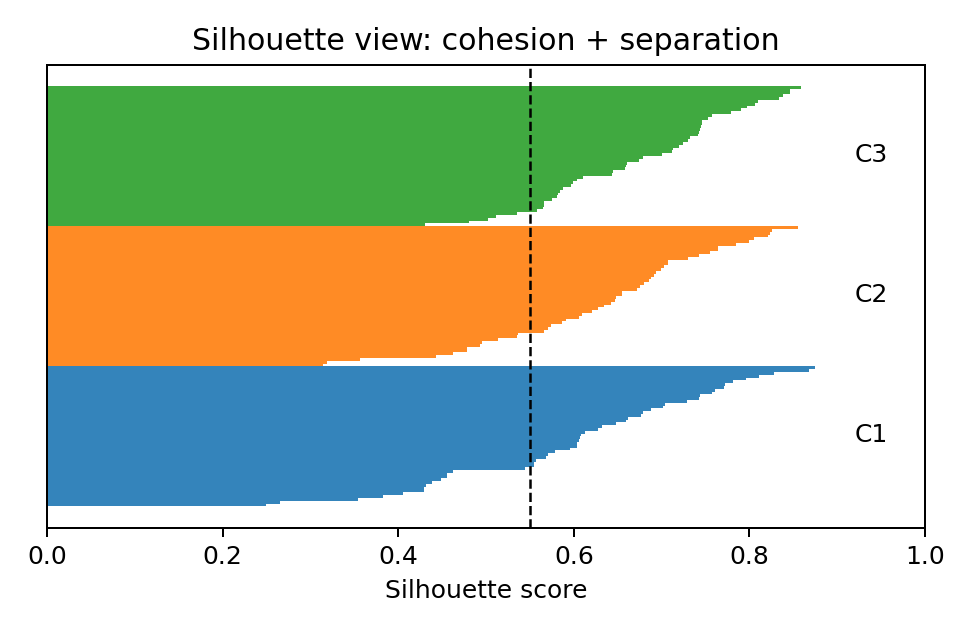 Silhouette view: cohesion + separation
C3
C2
C1
0.0 0.2 0.4 0.6 0.8 1.0
Silhouette score